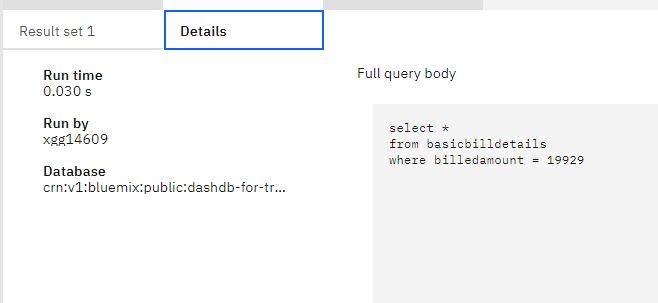 Result set 1
Details
Run time
0.030 s
Run by
xgg14609
Database
crn:v1:bluemix:public:dashdb-for-tr...
Full query body
select *
from basicbilldetails
where billedamount = 19929